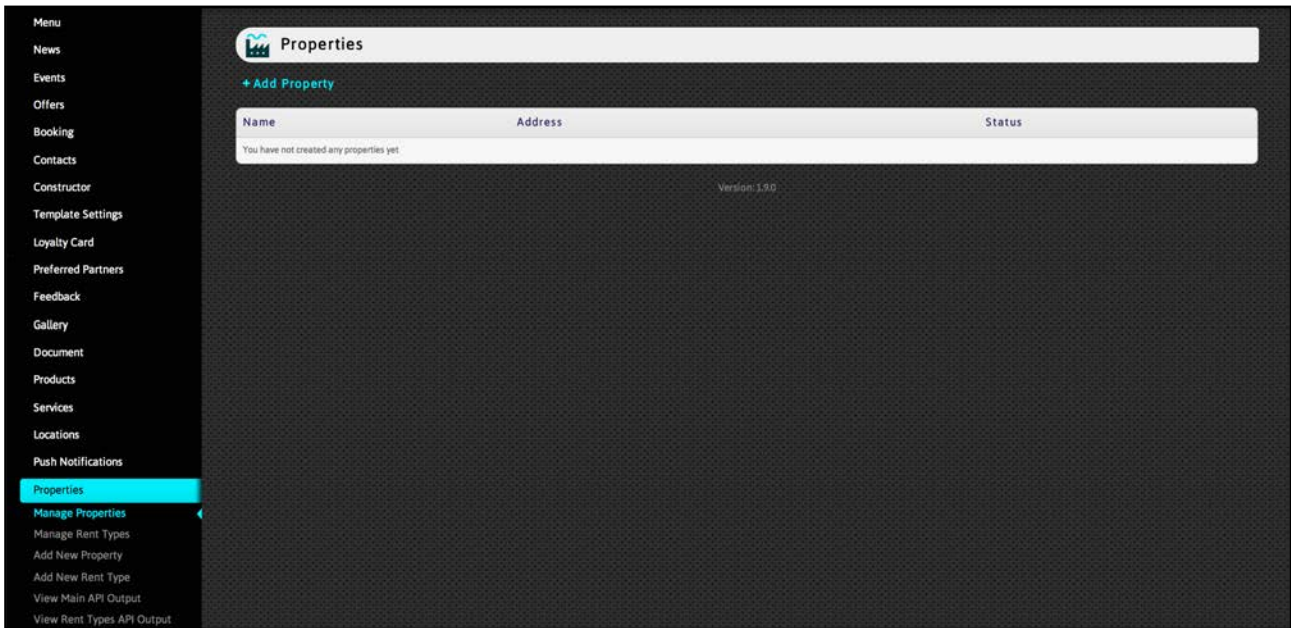 Menu
News
Events
Offers
Booking
Contacts
Constructor
Template Settings
Loyalty Card
Preferred Partners
Feedback
Gallery
Document
Products
Services
Locations
Push Notifications
Properties
Manage Properties
Manage Rent Types
Add New Property
Add New Rent Type
View Main API Output
View Rent Types API Output
Properties
+ Add Property
Name Address Status
You have not created any properties yet
Version: 1.9.0